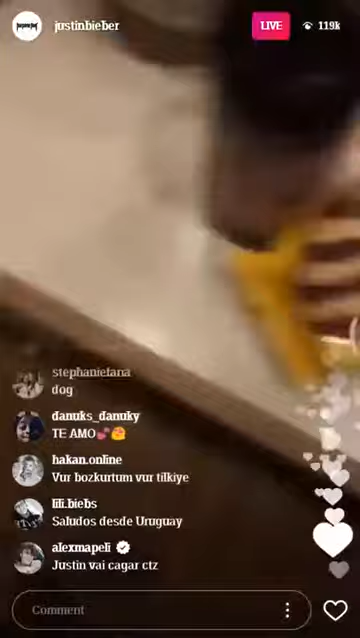 justinbieber
LIVE
119k
stephaniefana
dog
danuks_danuky
TE AMO💕😍
hakan.online
Vur bozkurtum vur tilkiye
lili.biebs
Saludos desde Uruguay
alexmapeli
Justin vai cagar ctz
Comment